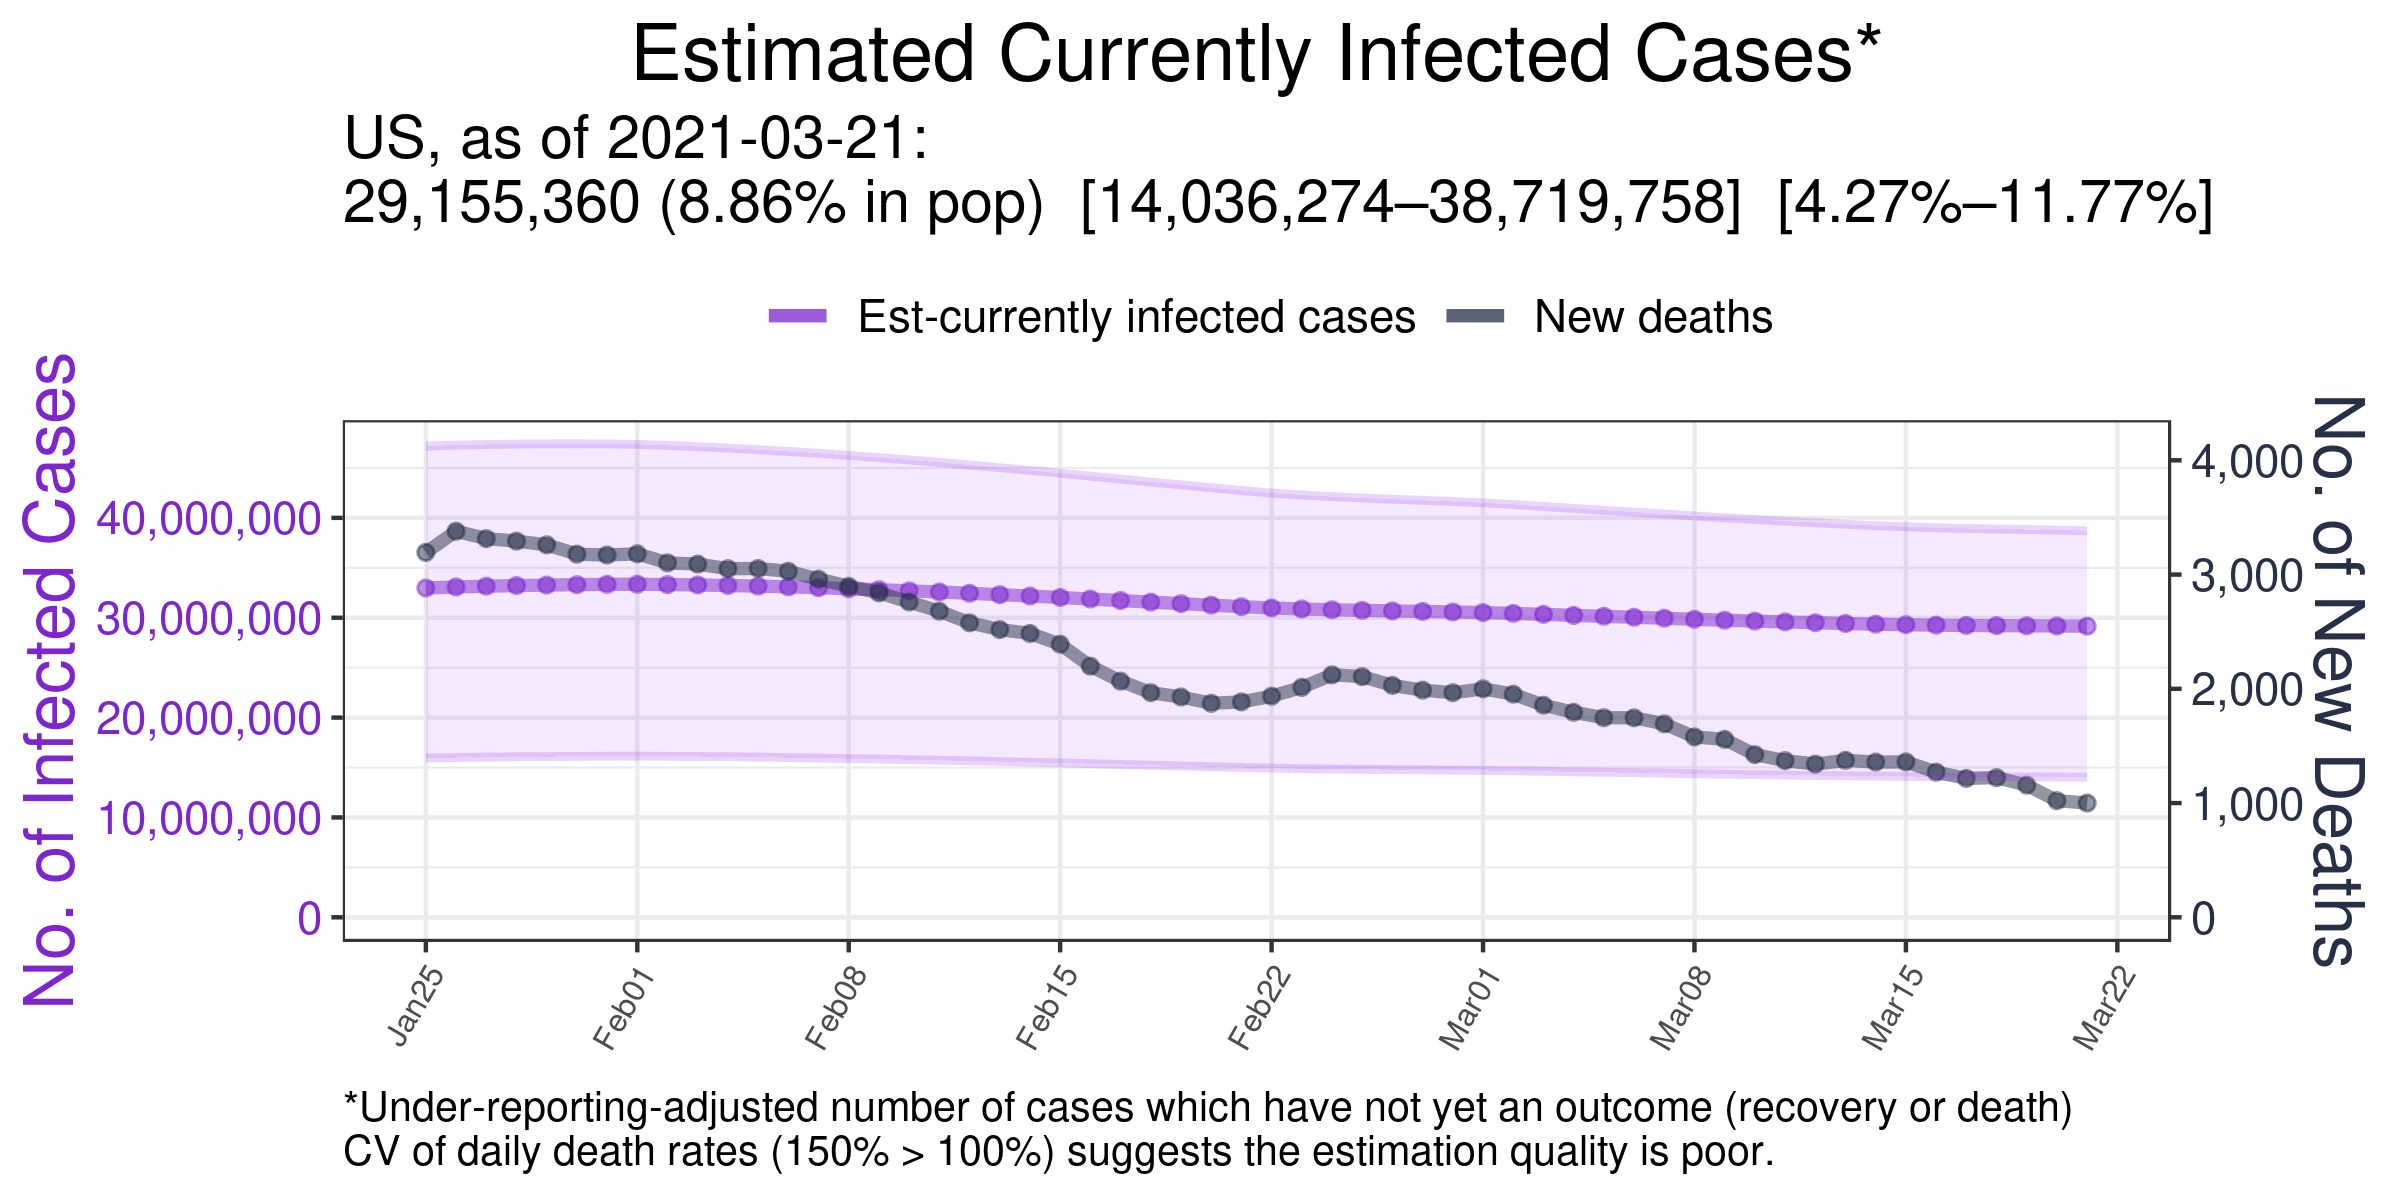 Estimated Currently Infected Cases*
US, as of 2021-03-21:
29,155,360 (8.86% in pop)  [14,036,274–38,719,758]  [4.27%–11.77%]
Est-currently infected cases
New deaths
No. of Infected Cases
40,000,000
30,000,000
20,000,000
10,000,000
0
4,000
3,000
2,000
1,000
0
No. of New Deaths
Jan25
Feb01
Feb08
Feb15
Feb22
Mar01
Mar08
Mar15
Mar22
*Under-reporting-adjusted number of cases which have not yet an outcome (recovery or death)
CV of daily death rates (150% > 100%) suggests the estimation quality is poor.